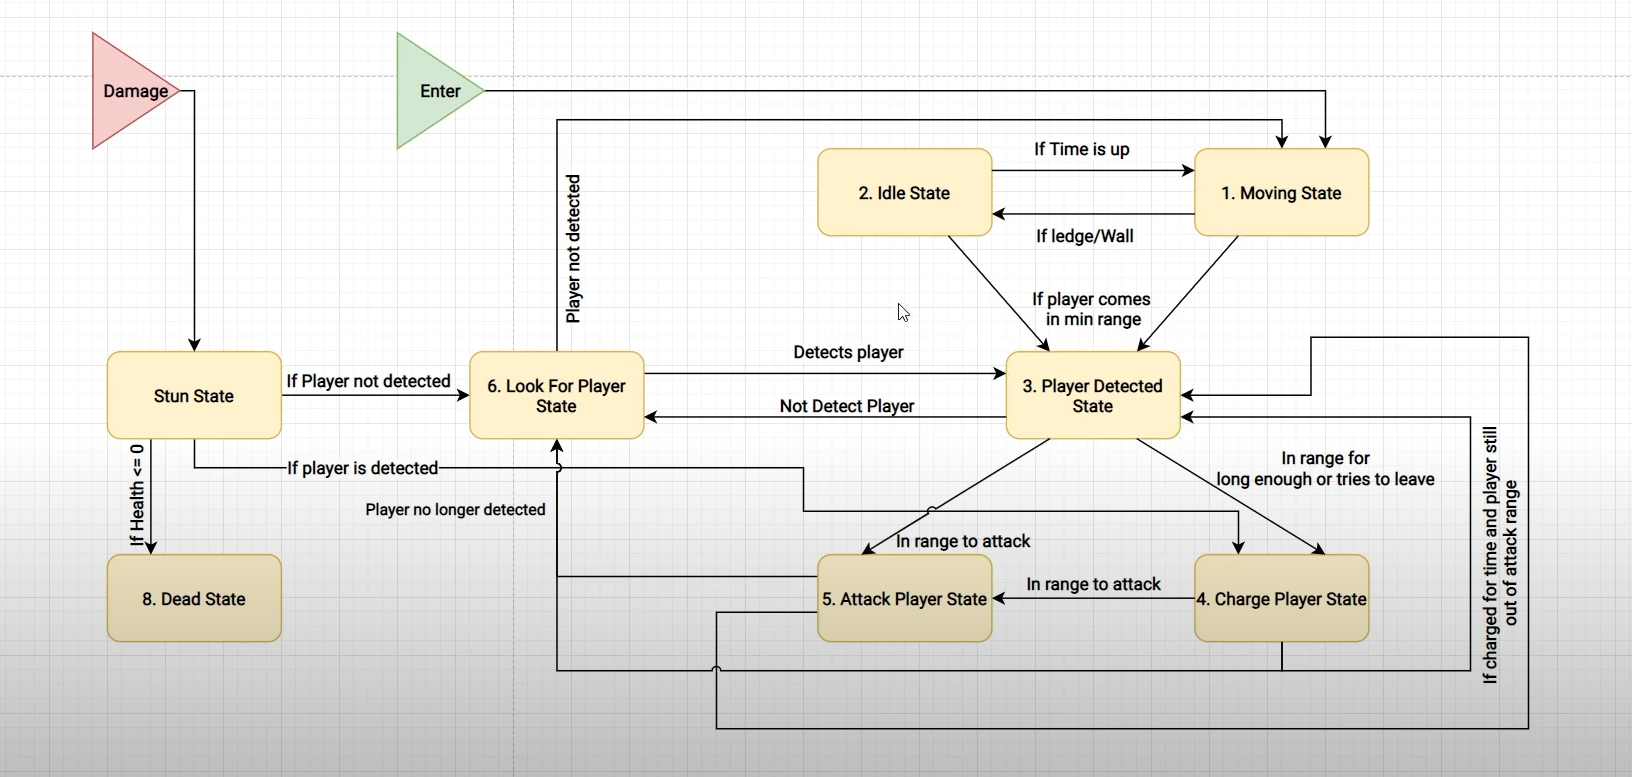 Damage
Enter
If Time is up
2. Idle State
1. Moving State
If ledge/Wall
Player not detected
If player comes
in min range
Detects player
If Player not detected
Stun State
6. Look For Player
State
3. Player Detected
State
Not Detect Player
If Health <= 0
If player is detected
In range for
long enough or tries to leave
Player no longer detected
In range to attack
If charged for time and player still
out of attack range
In range to attack
8. Dead State
5. Attack Player State
4. Charge Player State